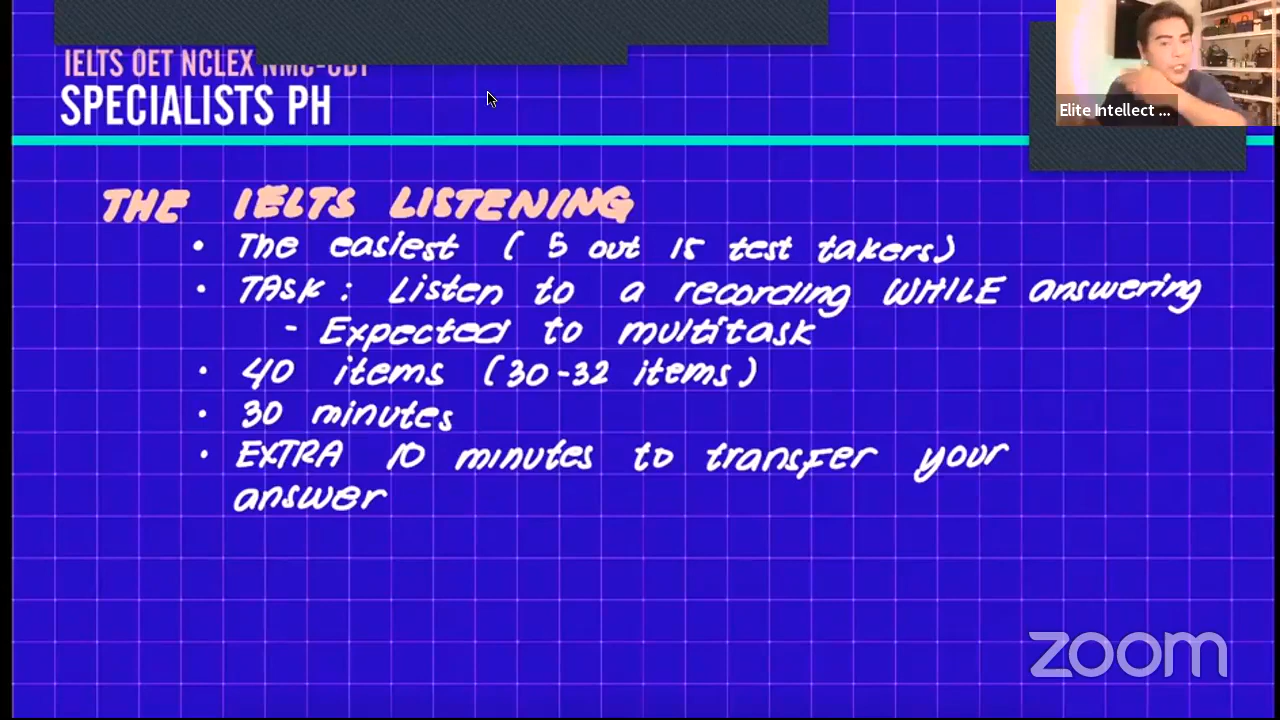 IELTS OET NCLEX NMC-CBT
SPECIALISTS PH
Elite Intellect ...
THE IELTS LISTENING
• The easiest ( 5 out 15 test takers)
• TAsk : Listen to a recording WHILE answering
- Expected to multitask
• 40 items (30-32 items)
• 30 minutes
• EXTRA 10 minutes to transfer your
answer
zoom